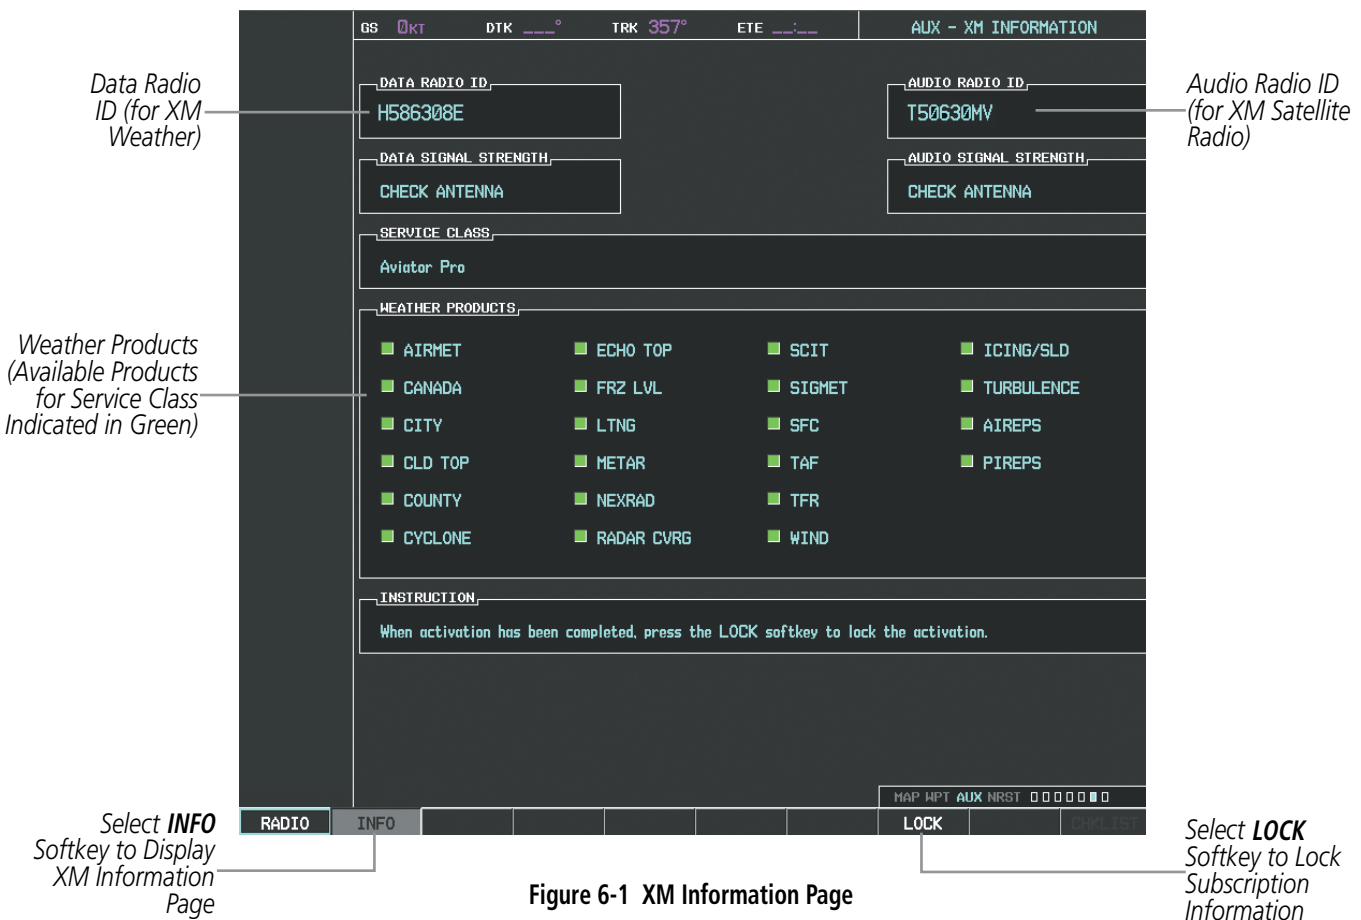 GS 0KT DTK ___° TRK 357° ETE __:__ AUX – XM INFORMATION
Data Radio
ID (for XM
Weather)
DATA RADIO ID
H586308E
AUDIO RADIO ID
T50630MV
Audio Radio ID
(for XM Satellite
Radio)
DATA SIGNAL STRENGTH
CHECK ANTENNA
AUDIO SIGNAL STRENGTH
CHECK ANTENNA
SERVICE CLASS
Aviator Pro
Weather Products
(Available Products
for Service Class
Indicated in Green)
WEATHER PRODUCTS
AIRMET ECHO TOP SCIT ICING/SLD
CANADA FRZ LVL SIGMET TURBULENCE
CITY LTNG SFC AIREPS
CLD TOP METAR TAF PIREPS
COUNTY NEXRAD TFR
CYCLONE RADAR CVRG WIND
INSTRUCTION
When activation has been completed, press the LOCK softkey to lock the activation.
MAP WPT AUX NRST
RADIO INFO LOCK CHKLIST
Select INFO
Softkey to Display
XM Information
Page
Select LOCK
Softkey to Lock
Subscription
Information
Figure 6-1 XM Information Page